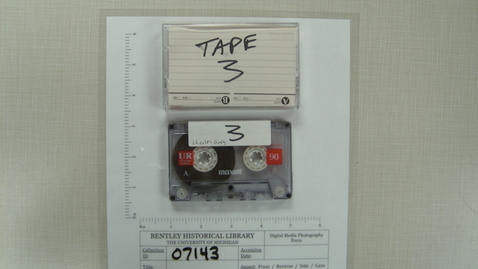 TAPE
3
B
A
3
UR
90
A
maxell
BENTLEY HISTORICAL LIBRARY
THE UNIVERSITY OF MICHIGAN
Digital Media Photography
Form
Collection
ID:
07143
Accession
Date:
Title:
Aspect: Front / Reverse / Side / Case